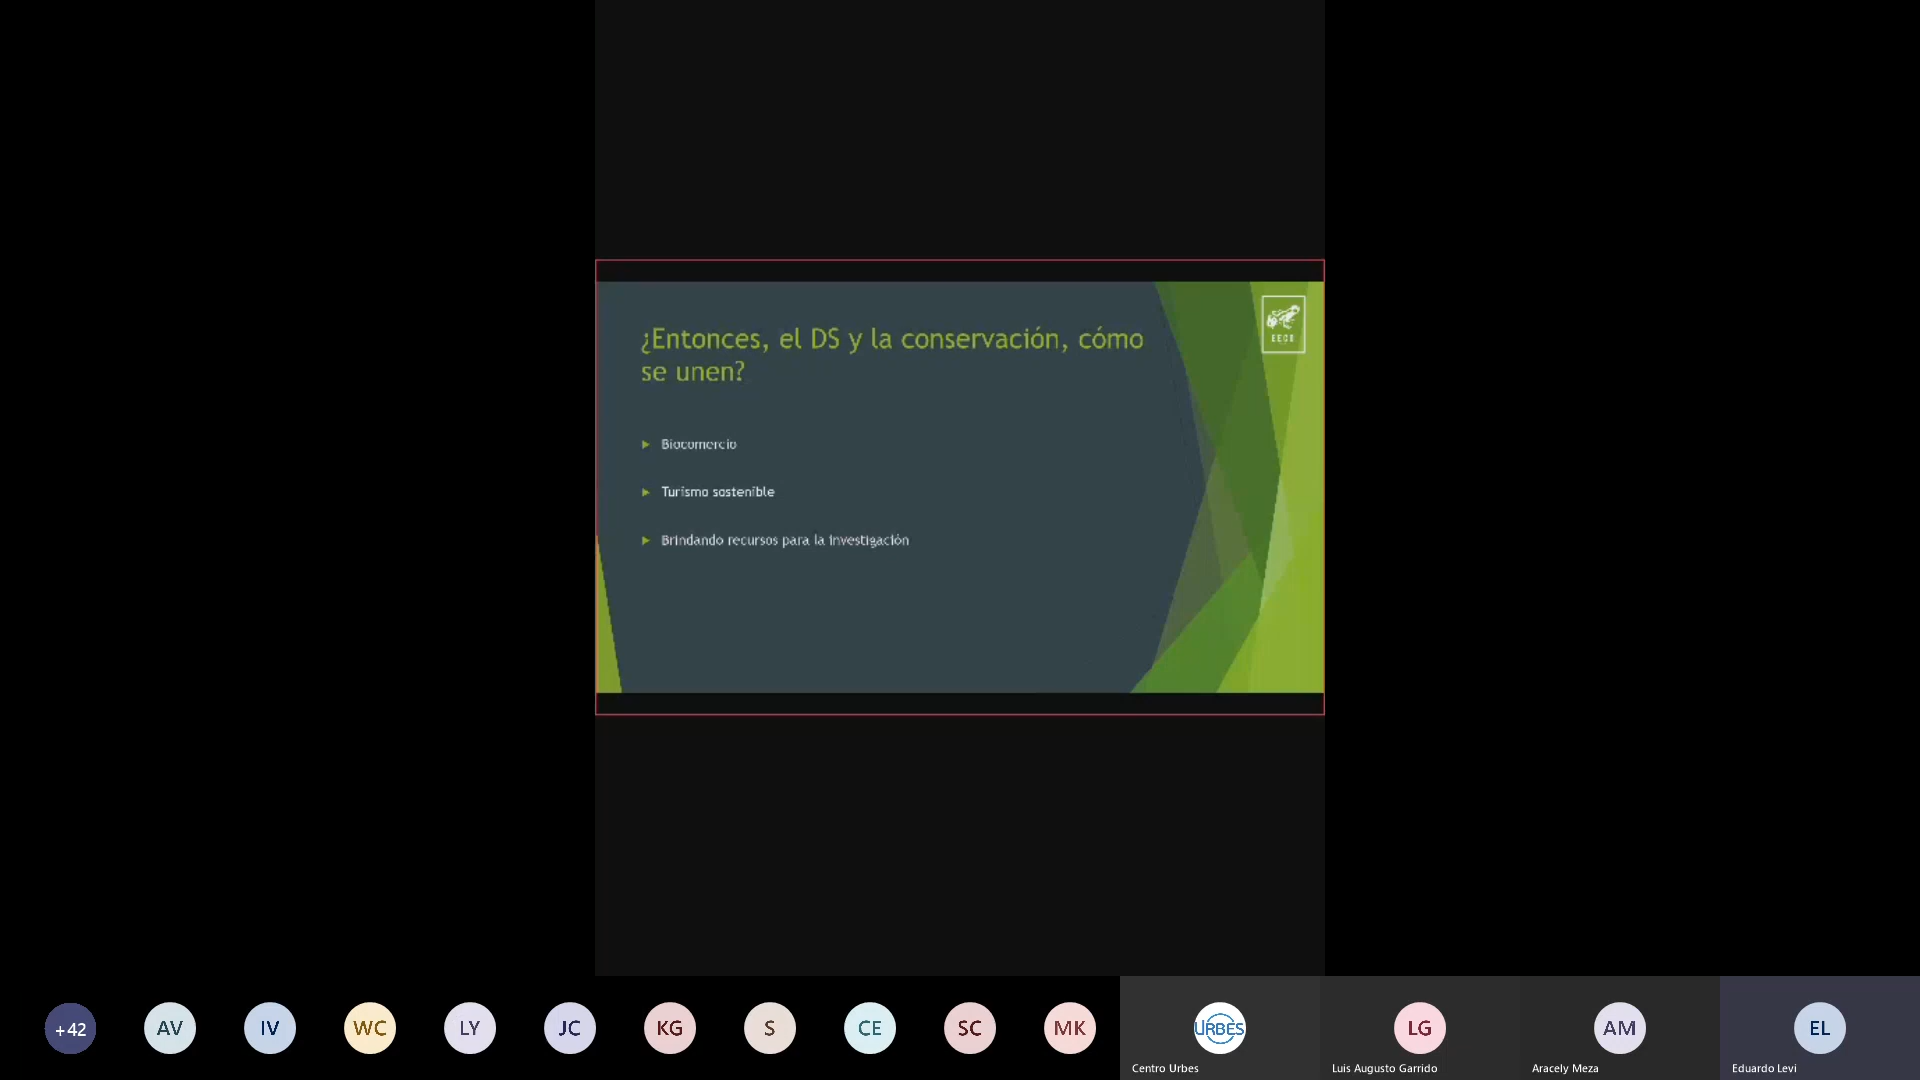 ¿Entonces, el DS y la conservación, cómo
se unen?
Biocomercio
Turismo sostenible
Brindando recursos para la investigación
+42
AV
IV
WC
LY
JC
KG
S
CE
SC
MK
URBES
LG
AM
EL
Centro Urbes
Luis Augusto Garrido
Aracely Meza
Eduardo Levi